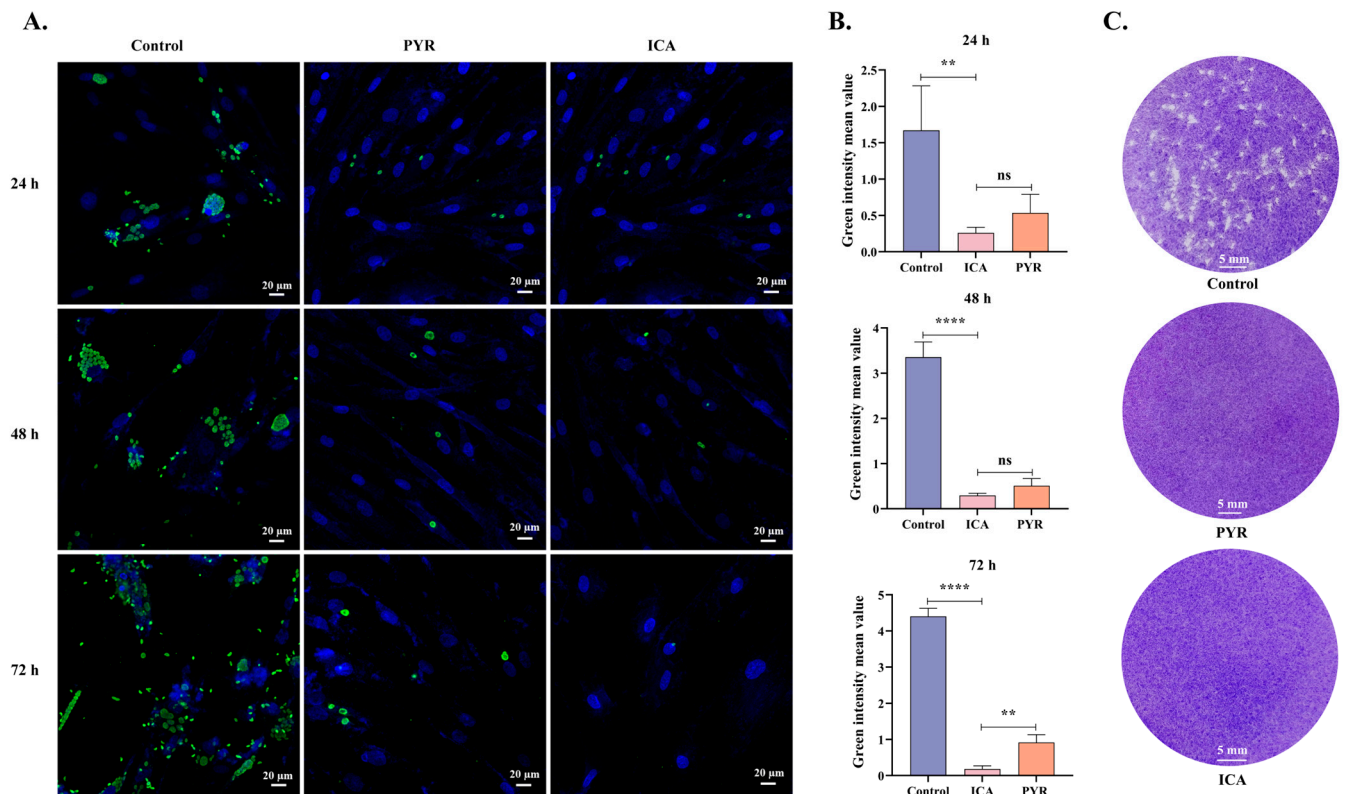 A.
Control
PYR
ICA
24 h
20 µm
20 µm
20 µm
48 h
20 µm
20 µm
20 µm
72 h
20 µm
20 µm
20 µm
B.
24 h
Green intensity mean value
2.5
2.0
1.5
1.0
0.5
0.0
**
ns
Control
ICA
PYR
48 h
Green intensity mean value
4
3
2
1
0
****
ns
Control
ICA
PYR
72 h
Green intensity mean value
5
4
3
2
1
0
****
**
Control
ICA
PYR
C.
5 mm
Control
5 mm
PYR
5 mm
ICA